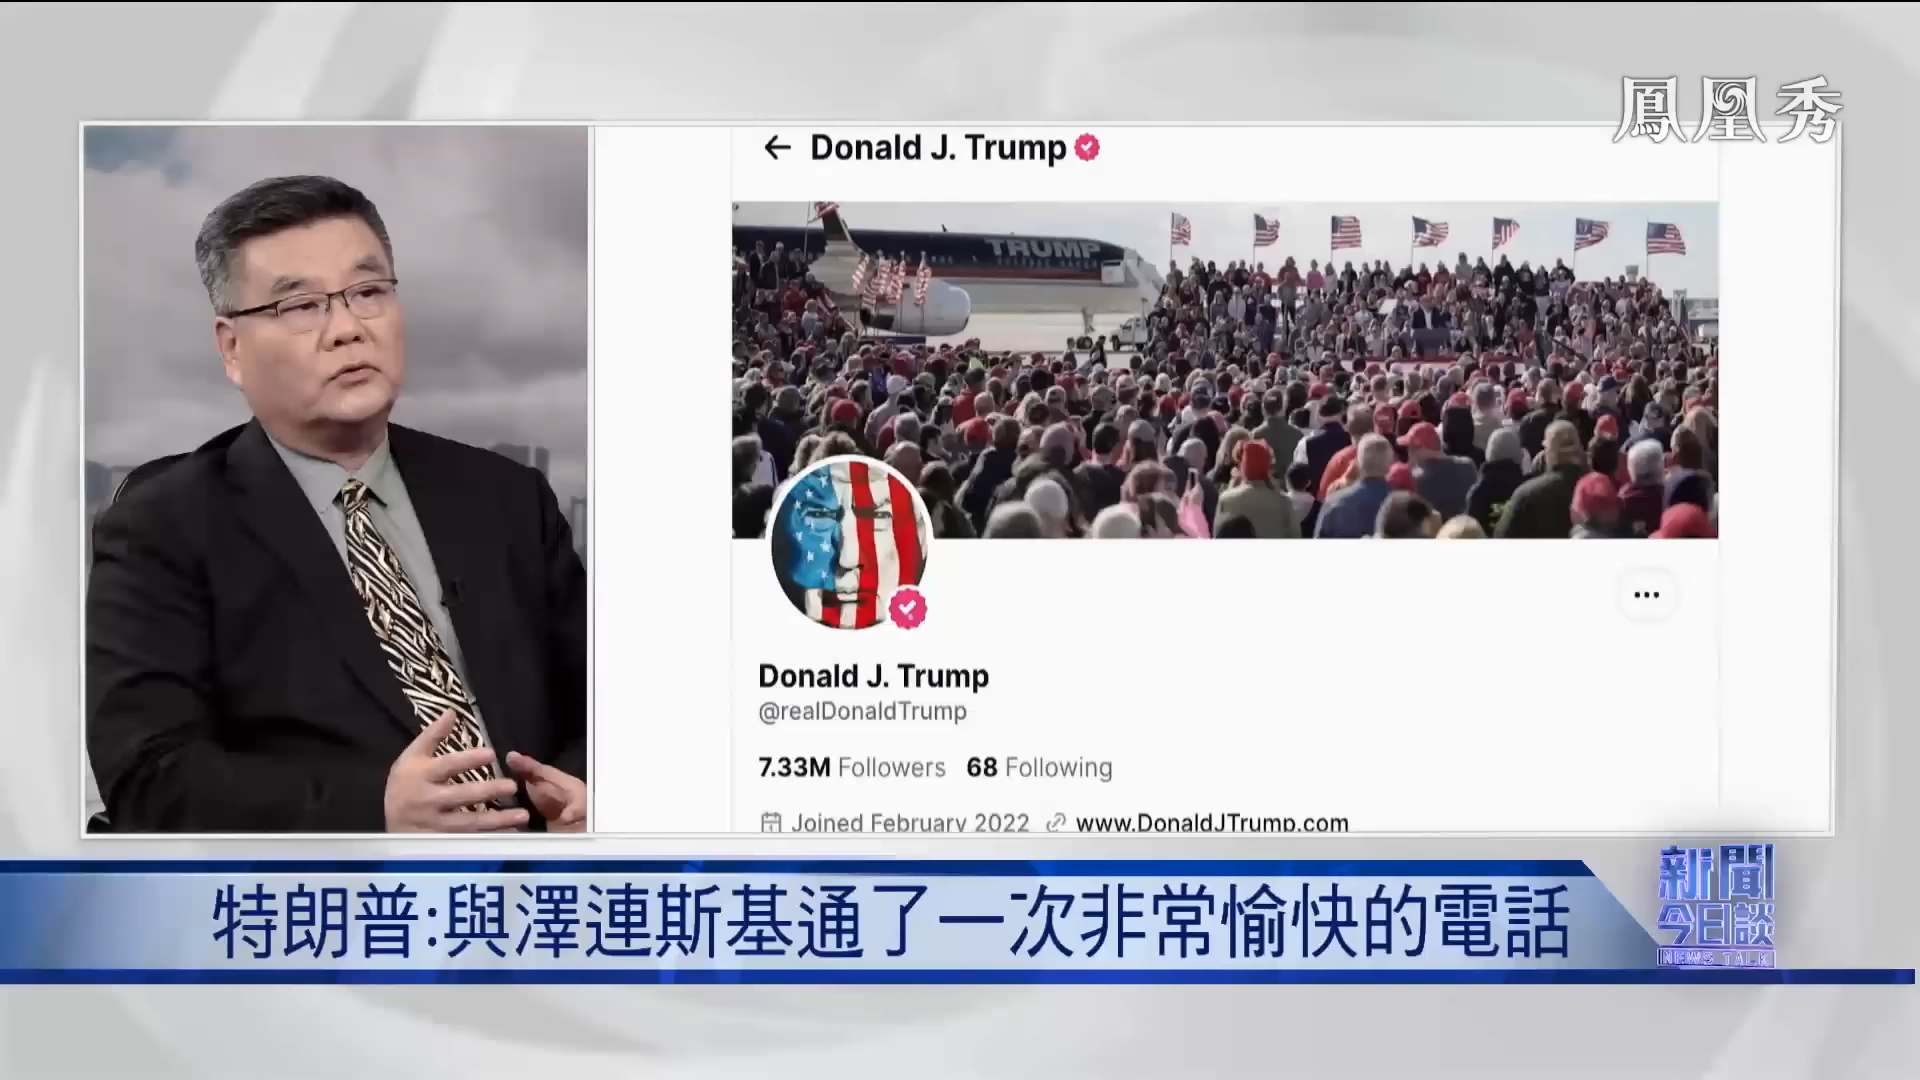 鳳凰秀
Donald J. Trump
TRUMP
Donald J. Trump
@realDonaldTrump
7.33M Followers 68 Following
Joined February 2022 www.DonaldJTrump.com
特朗普:與澤連斯基通了一次非常愉快的電話
新聞
今日談
NEWS TALK